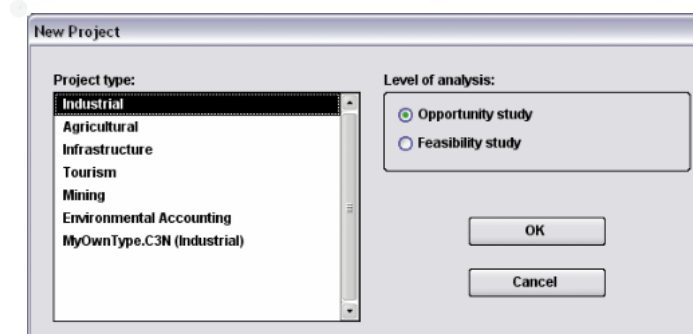 New Project
Project type:
Industrial
Agricultural
Infrastructure
Tourism
Mining
Environmental Accounting
MyOwnType.C3N (Industrial)
Level of analysis:
Opportunity study
Feasibility study
OK
Cancel